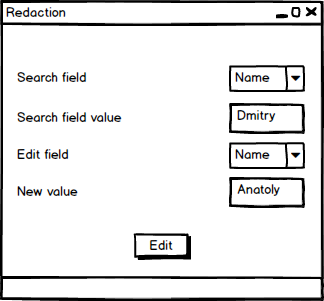 Redaction
Search field Name
Search field value Dmitry
Edit field Name
New value Anatoly
Edit